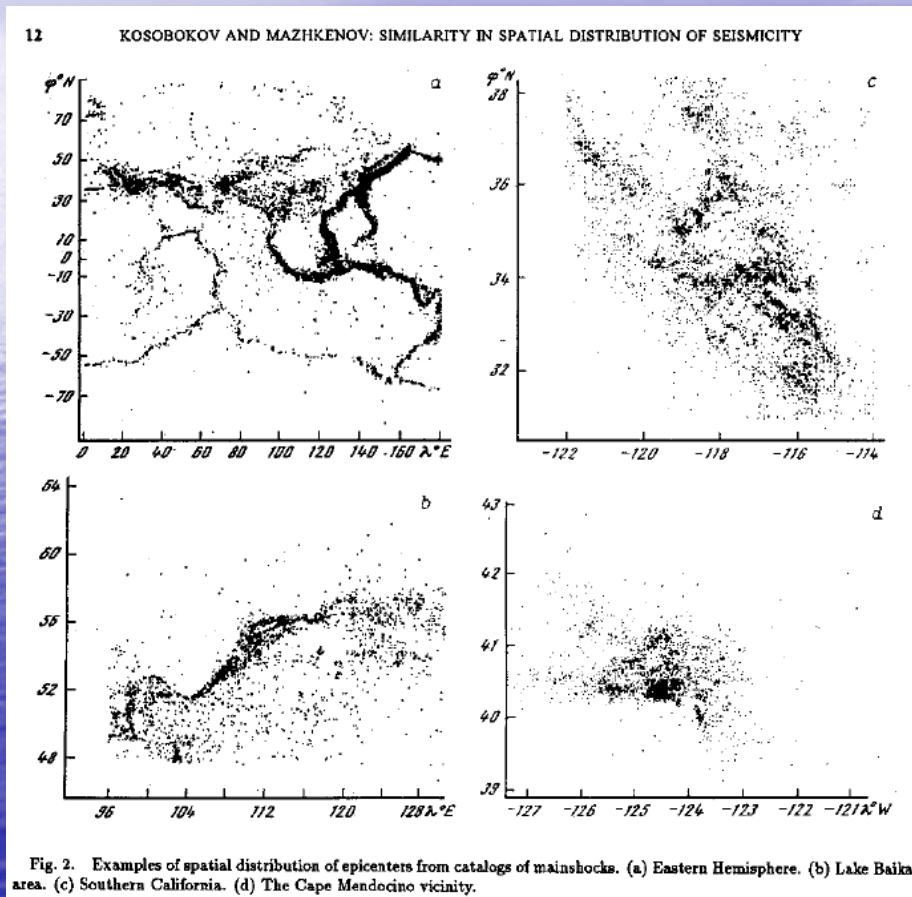 12 KOSOBOKOV AND MAZHKENOV: SIMILARITY IN SPATIAL DISTRIBUTION OF SEISMICITY
φ°N
a
70
50
30
10
0
-10
-30
-50
-70
0 20 40 60 80 100 120 140 160 λ°E
φ°N
c
38
36
34
32
-122 -120 -118 -116 -114
b
64
60
56
52
48
96 104 112 120 128 λ°E
d
43
42
41
40
39
-127 -126 -125 -124 -123 -122 -121 λ°W
Fig. 2. Examples of spatial distribution of epicenters from catalogs of mainshocks. (a) Eastern Hemisphere. (b) Lake Baika
area. (c) Southern California. (d) The Cape Mendocino vicinity.